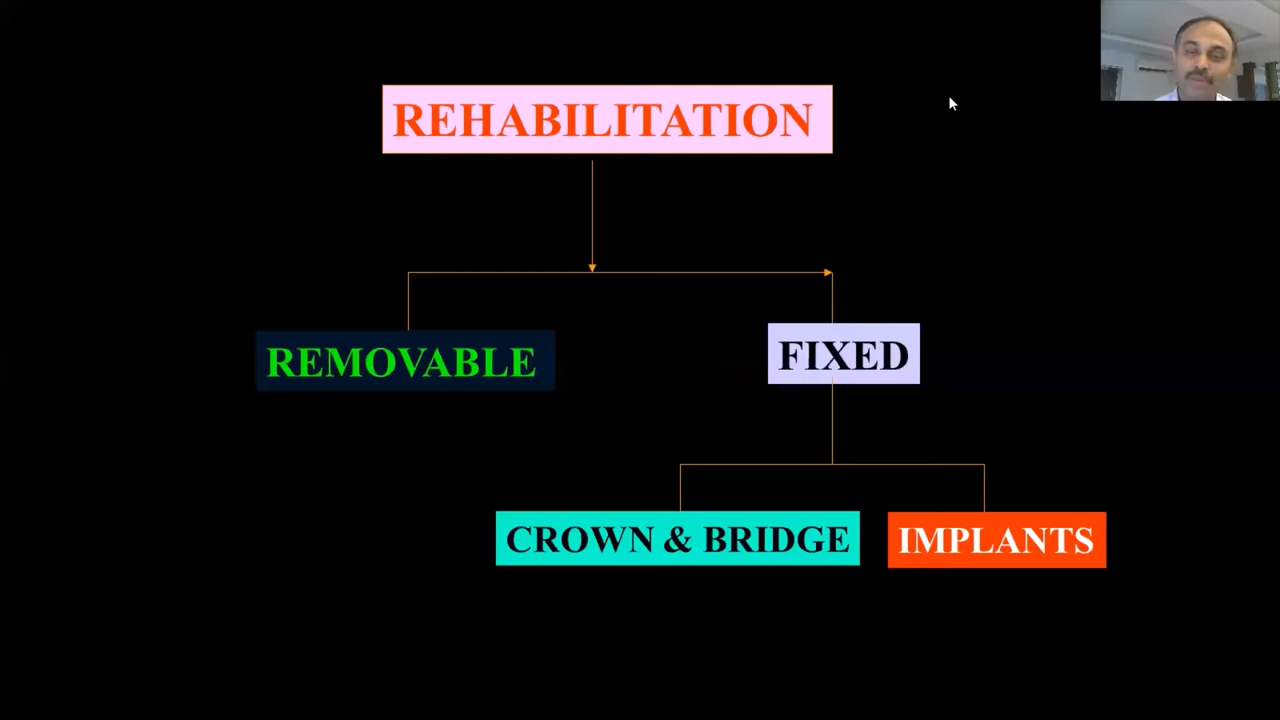 REHABILITATION
REMOVABLE
FIXED
CROWN & BRIDGE
IMPLANTS